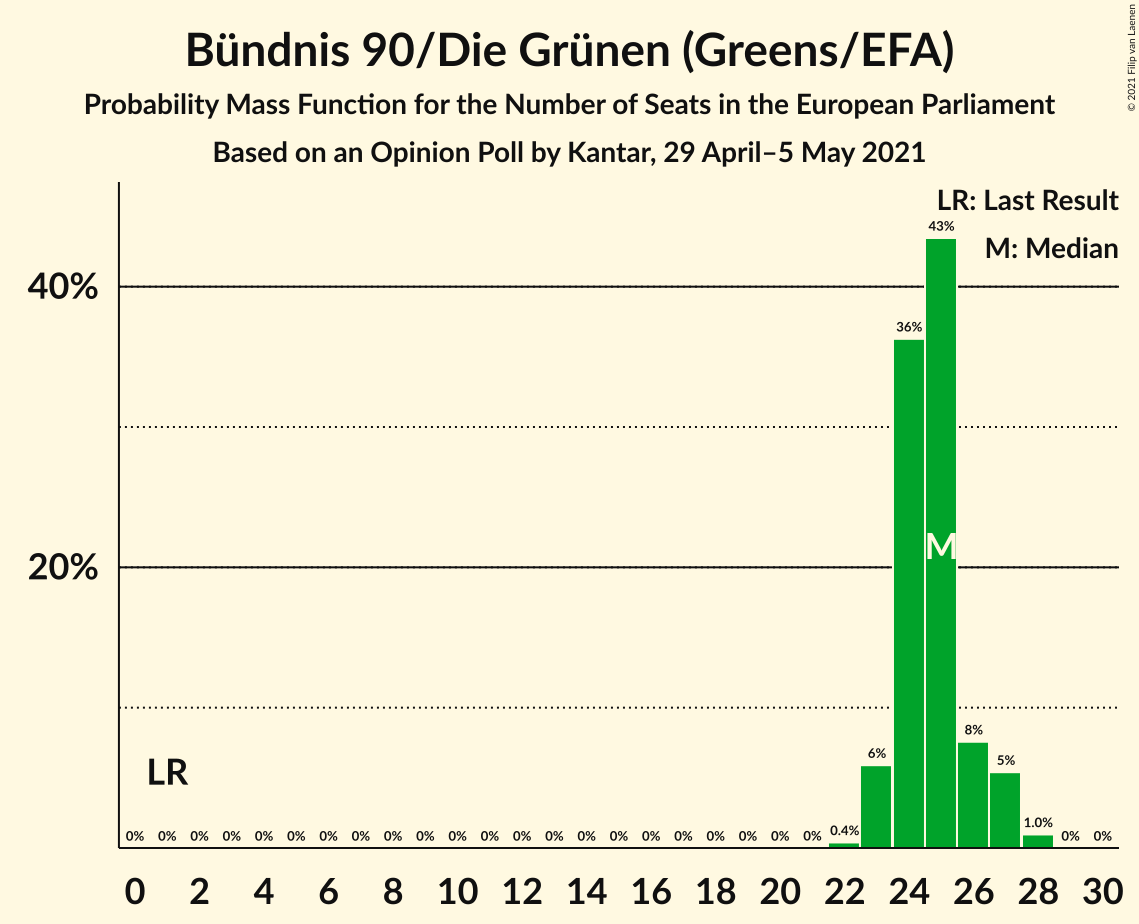 Bündnis 90/Die Grünen (Greens/EFA)
Probability Mass Function for the Number of Seats in the European Parliament
Based on an Opinion Poll by Kantar, 29 April–5 May 2021
© 2021 Filip van Laenen
LR: Last Result
M: Median
43%
40%
36%
M
20%
8%
6%
5%
LR
0% 0% 0% 0% 0% 0% 0% 0% 0% 0% 0% 0% 0% 0% 0% 0% 0% 0% 0% 0% 0% 0% 0.4% 1.0% 0% 0%
0 2 4 6 8 10 12 14 16 18 20 22 24 26 28 30